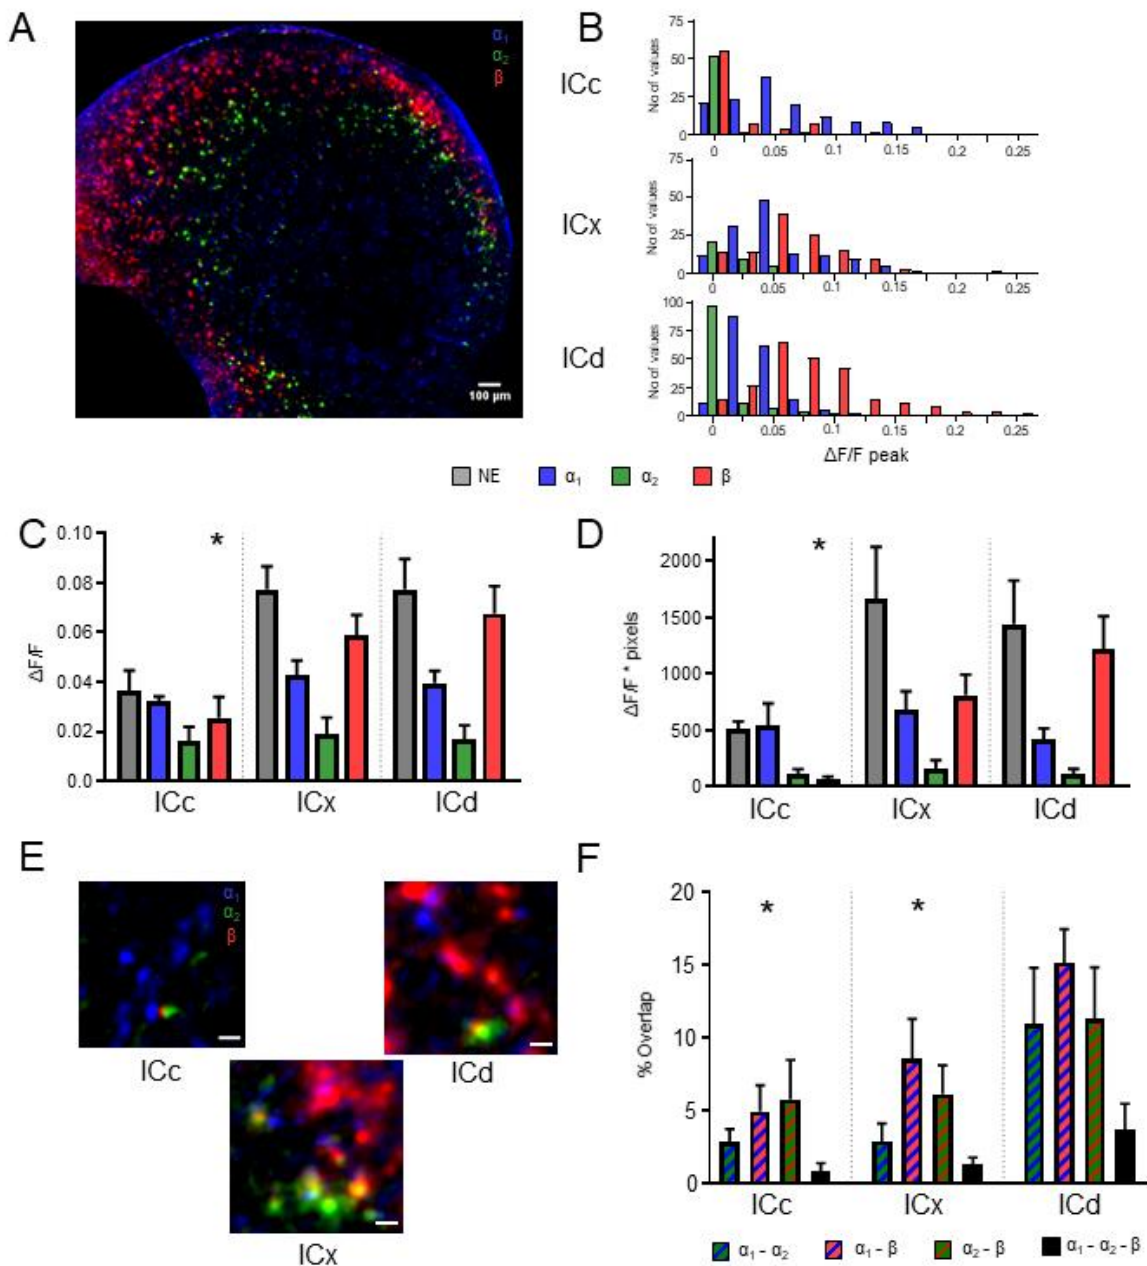 A
α₁
α₂
β
100 µm
B
ICc
No of values
75
50
25
0
0 0.05 0.1 0.15 0.2 0.25
ICx
No of values
75
50
25
0
0 0.05 0.1 0.15 0.2 0.25
ICd
No of values
100
75
50
25
0
0 0.05 0.1 0.15 0.2 0.25
ΔF/F peak
NE α₁ α₂ β
C
ΔF/F
0.10
0.08
0.06
0.04
0.02
0.0
*
ICc ICx ICd
D
ΔF/F * pixels
2000
1500
1000
500
0
*
ICc ICx ICd
E
α₁
α₂
β
ICc
ICd
ICx
F
% Overlap
20
15
10
5
0
* *
ICc ICx ICd
α₁ - α₂ α₁ - β α₂ - β α₁ - α₂ - β